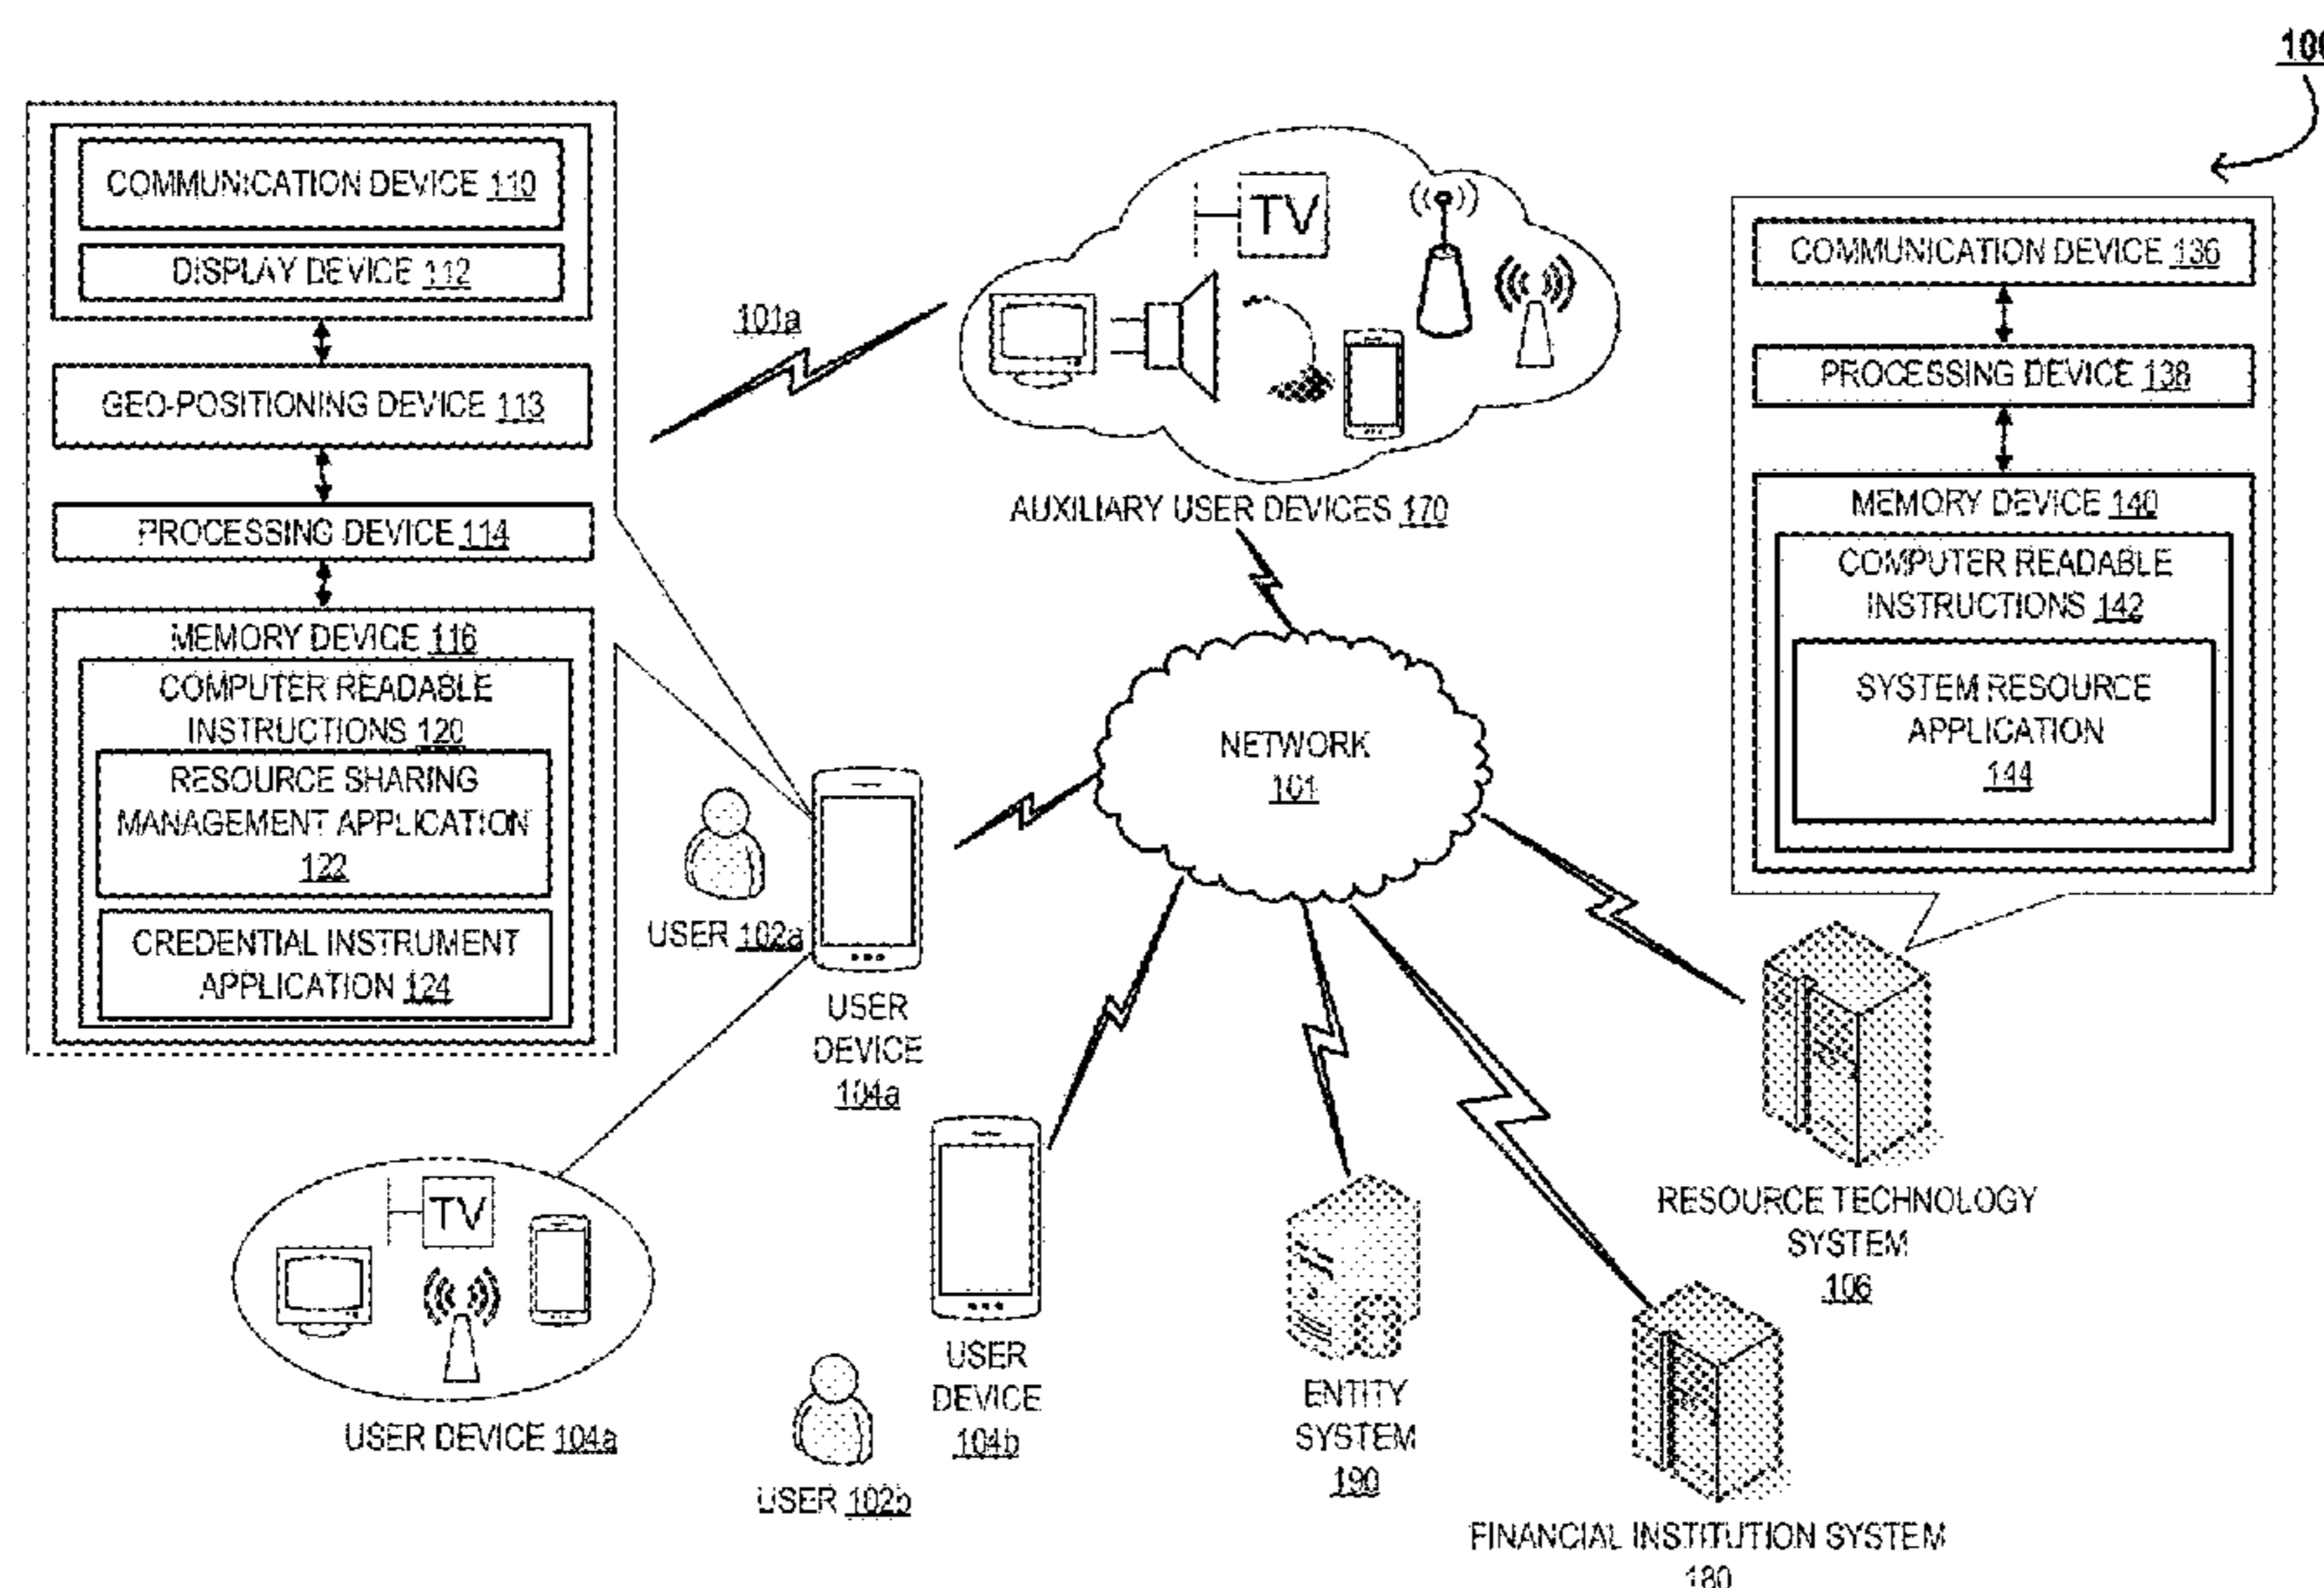 100
COMMUNICATION DEVICE 110
DISPLAY DEVICE 112
GEO-POSITIONING DEVICE 113
PROCESSING DEVICE 114
MEMORY DEVICE 116
COMPUTER READABLE
INSTRUCTIONS 120
RESOURCE SHARING
MANAGEMENT APPLICATION
122
CREDENTIAL INSTRUMENT
APPLICATION 124
101a
TV
AUXILIARY USER DEVICES 170
COMMUNICATION DEVICE 136
PROCESSING DEVICE 138
MEMORY DEVICE 140
COMPUTER READABLE
INSTRUCTIONS 142
SYSTEM RESOURCE
APPLICATION
144
NETWORK
101
USER 102a
USER
DEVICE
104a
TV
USER DEVICE 104a
USER 102b
USER
DEVICE
104b
ENTITY
SYSTEM
190
RESOURCE TECHNOLOGY
SYSTEM
106
FINANCIAL INSTITUTION SYSTEM
180